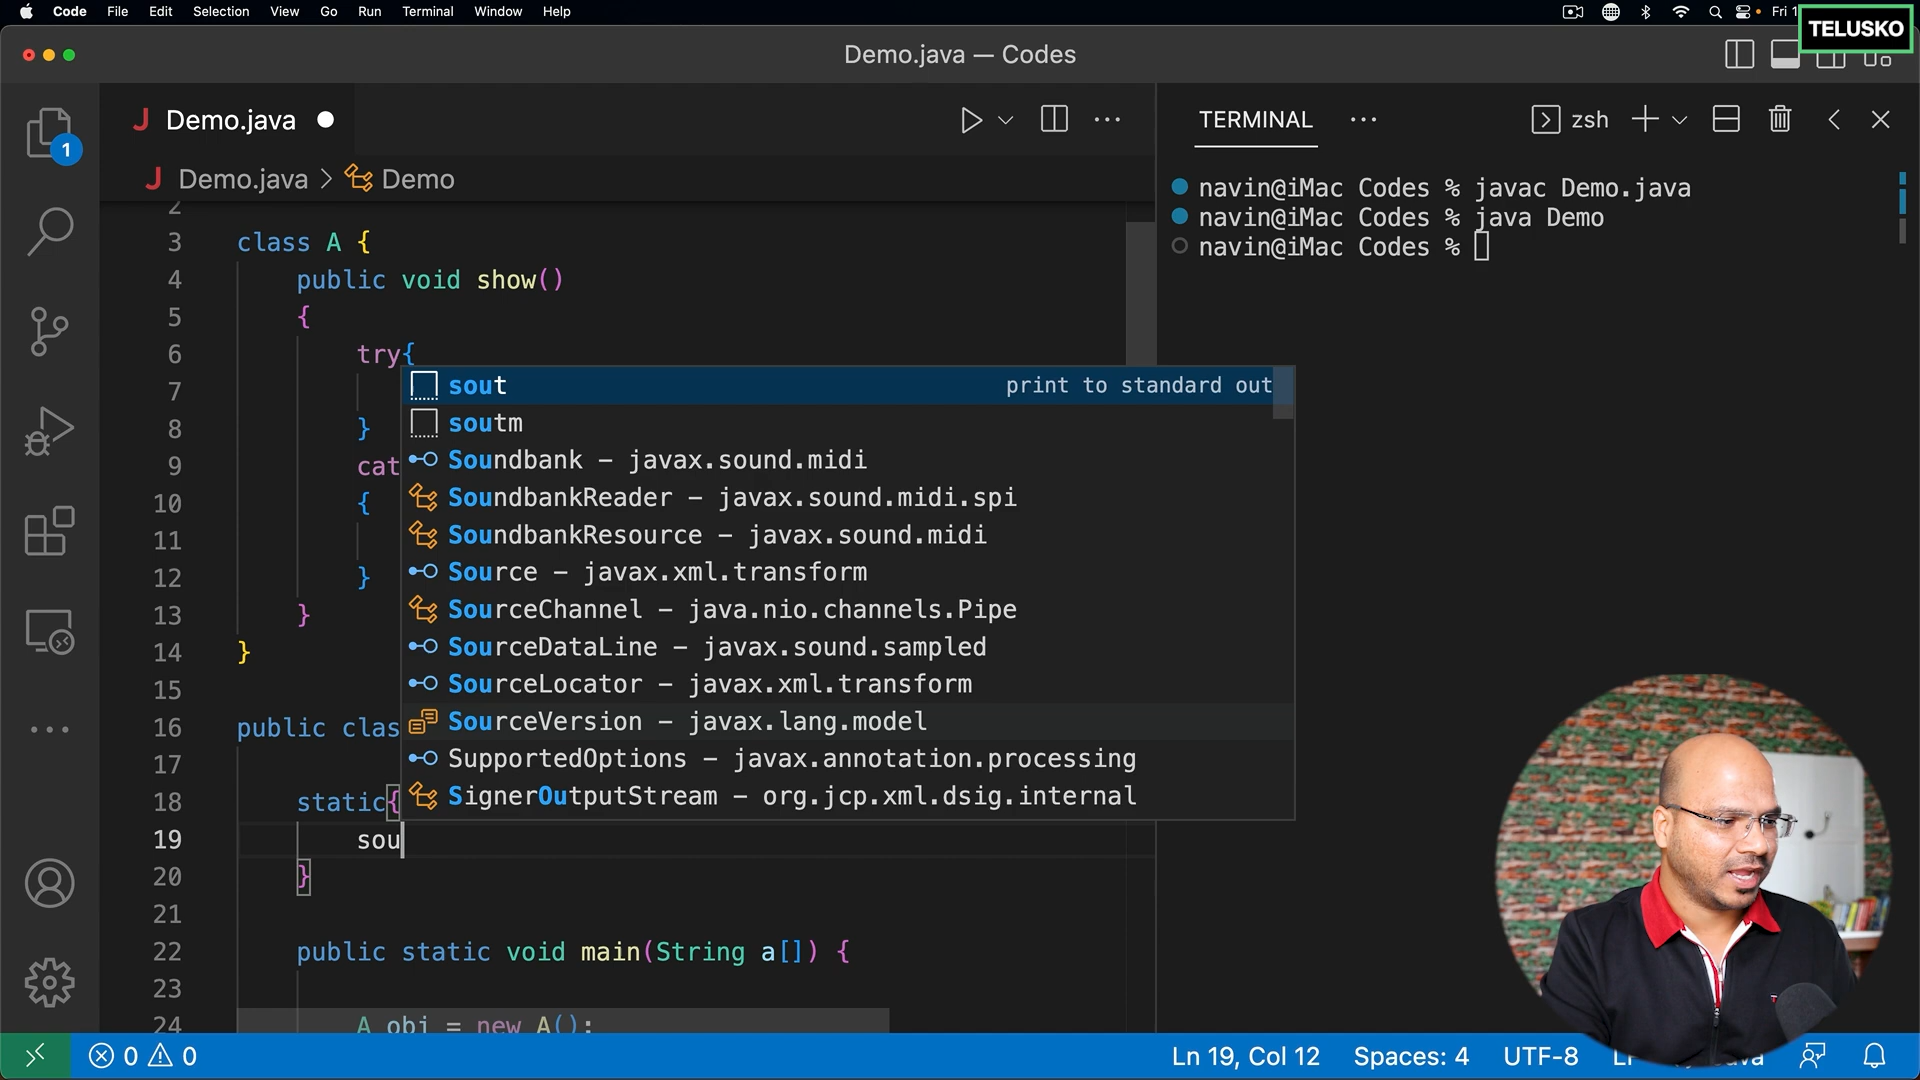 Code File Edit Selection View Go Run Terminal Window Help
Fri
TELUSKO
Demo.java — Codes
Demo.java
TERMINAL
zsh
1
Demo.java > Demo
navin@iMac Codes % javac Demo.java
navin@iMac Codes % java Demo
navin@iMac Codes %
2
3 class A {
4 public void show()
5 {
6 try{
7
8 }
9 cat
10 {
11
12 }
13 }
14 }
15
16 public clas
17
18 static{
19 sou
20 }
21
22 public static void main(String a[]) {
23
24 A obj = new A();
sout print to standard out
soutm
Soundbank – javax.sound.midi
SoundbankReader – javax.sound.midi.spi
SoundbankResource – javax.sound.midi
Source – javax.xml.transform
SourceChannel – java.nio.channels.Pipe
SourceDataLine – javax.sound.sampled
SourceLocator – javax.xml.transform
SourceVersion – javax.lang.model
SupportedOptions – javax.annotation.processing
SignerOutputStream – org.jcp.xml.dsig.internal
0 0
Ln 19, Col 12 Spaces: 4 UTF-8